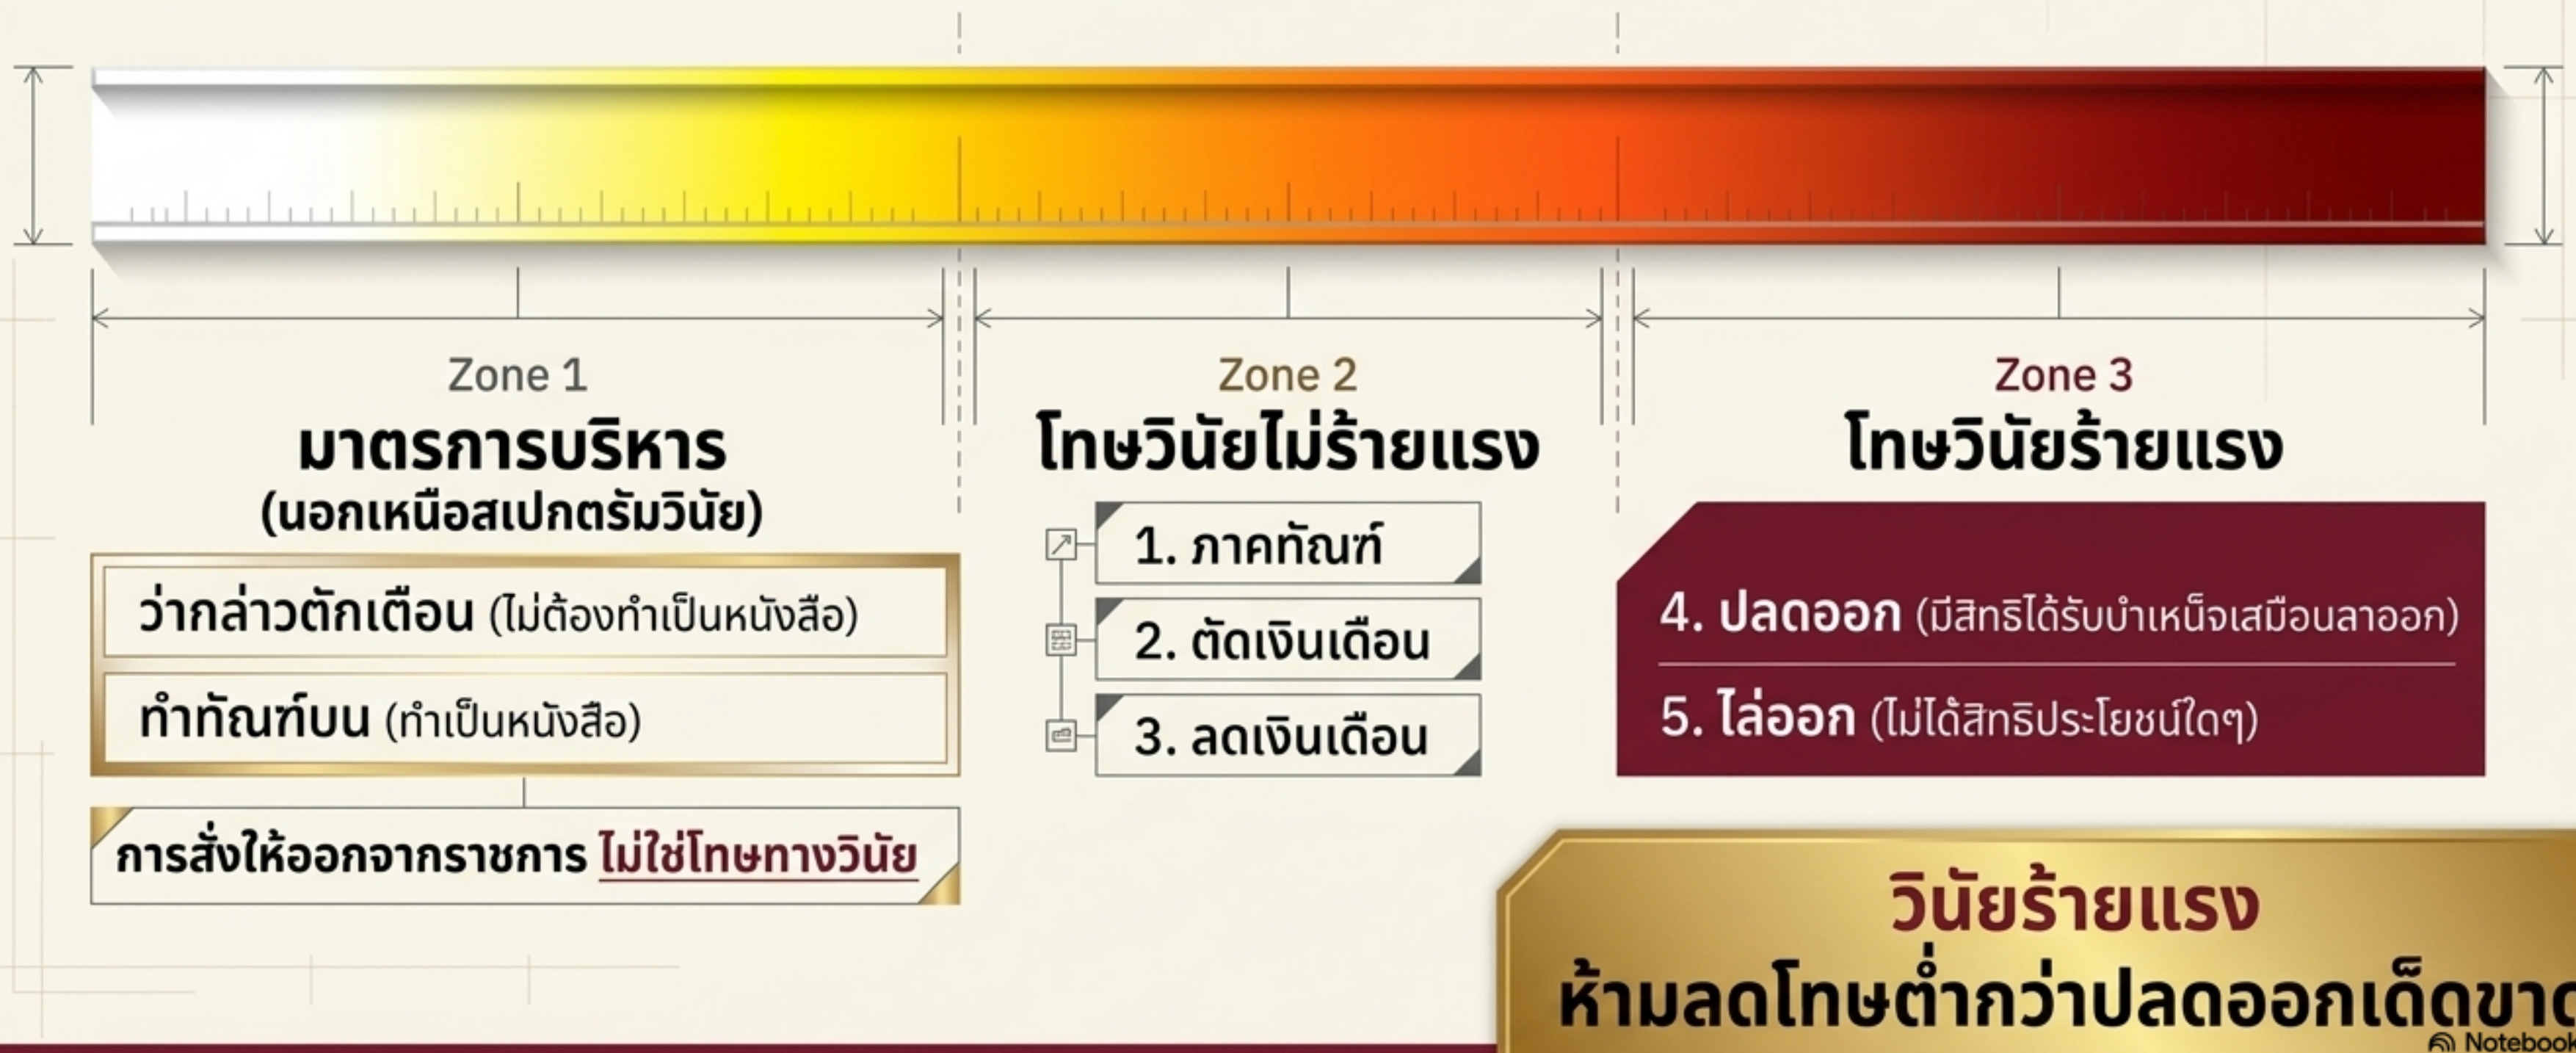 Zone 1
มาตรการบริหาร
(นอกเหนือสเปกตรัมวินัย)
ว่ากล่าวตักเตือน (ไม่ต้องทำเป็นหนังสือ)
ทำทัณฑ์บน (ทำเป็นหนังสือ)
การสั่งให้ออกจากราชการ ไม่ใช่โทษทางวินัย
Zone 2
โทษวินัยไม่ร้ายแรง
1. ภาคทัณฑ์
2. ตัดเงินเดือน
3. ลดเงินเดือน
Zone 3
โทษวินัยร้ายแรง
4. ปลดออก (มีสิทธิได้รับบำเหน็จเสมือนลาออก)
5. ไล่ออก (ไม่ได้สิทธิประโยชน์ใดๆ)
วินัยร้ายแรง
ห้ามลดโทษต่ำกว่าปลดออกเด็ดขาด
Notebook